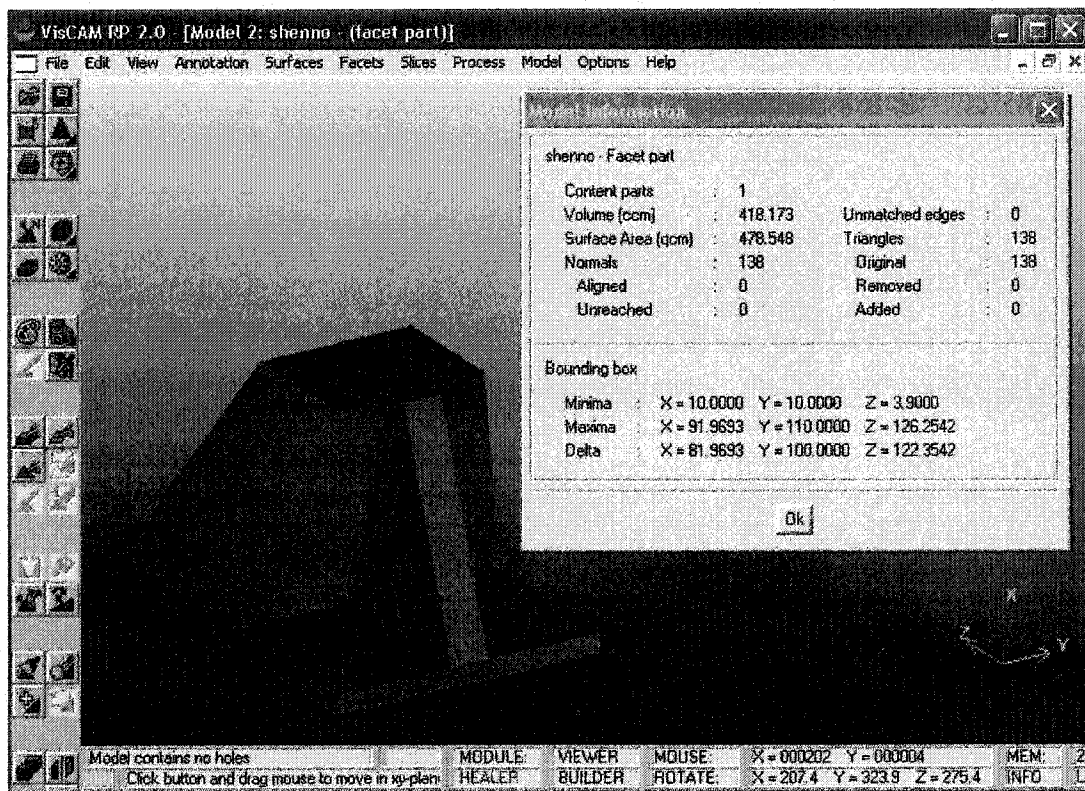 VisCAM RP 2.0 - [Model 2: shenno - (facet part)]
File Edit View Annotation Surfaces Facets Slices Process Model Options Help
Model Information
shenno - Facet part
Content parts : 1
Volume (ccm) : 418.173 Unmatched edges : 0
Surface Area (qcm) : 478.548 Triangles : 138
Normals : 138 Original : 138
Aligned : 0 Removed : 0
Unreached : 0 Added : 0
Bounding box
Minima : X = 10.0000 Y = 10.0000 Z = 3.9000
Maxima : X = 91.9693 Y = 110.0000 Z = 126.2542
Delta : X = 81.9693 Y = 100.0000 Z = 122.3542
Ok
X
Z
Y
Model contains no holes MODULE: VIEWER MOUSE: X = 000202 Y = 000004 MEM: 2
Click button and drag mouse to move in xy-plan HEALER BUILDER ROTATE: X = 207.4 Y = 323.9 Z = 275.4 INFO L